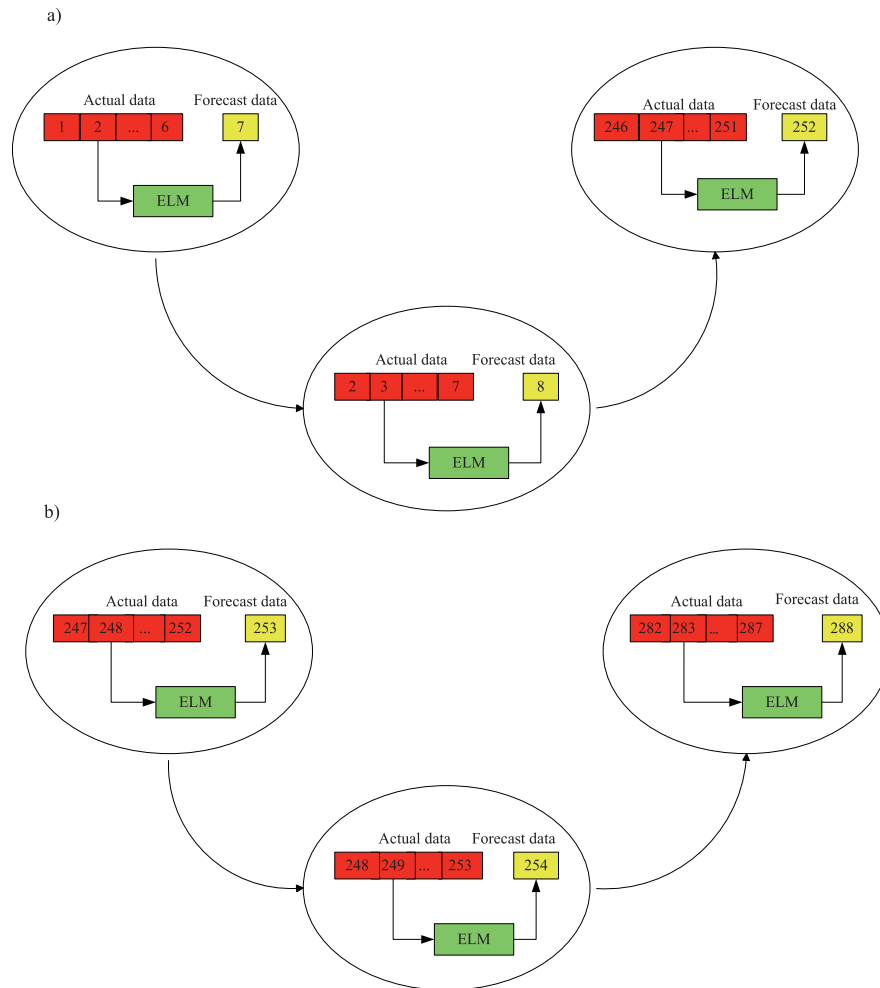 a)
Actual data Forecast data
1 2 ... 6 7
ELM
Actual data Forecast data
246 247 ... 251 252
ELM
Actual data Forecast data
2 3 ... 7 8
ELM
b)
Actual data Forecast data
247 248 ... 252 253
ELM
Actual data Forecast data
282 283 ... 287 288
ELM
Actual data Forecast data
248 249 ... 253 254
ELM